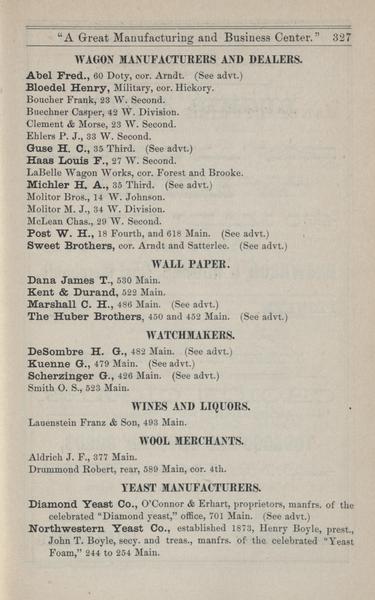 "A Great Manufacturing and Business Center." 327
WAGON MANUFACTURERS AND DEALERS.
Abel Fred., 60 Doty, cor. Arndt. (See advt.)
Bloedel Henry, Military, cor. Hickory.
Boucher Frank, 23 W. Second.
Buechner Casper, 42 W. Division.
Clement & Morse, 23 W. Second.
Ehlers P. J., 33 W. Second.
Guse H. C., 35 Third. (See advt.)
Haas Louis F., 27 W. Second.
LaBelle Wagon Works, cor. Forest and Brooke.
Michler H. A., 35 Third. (See advt.)
Molitor Bros., 14 W. Johnson.
Molitor M. J., 34 W. Division.
McLean Chas., 29 W. Second.
Post W. H., 18 Fourth, and 618 Main. (See advt.)
Sweet Brothers, cor. Arndt and Satterlee. (See advt.)
WALL PAPER.
Dana James T., 530 Main.
Kent & Durand, 522 Main.
Marshall C. H., 486 Main. (See advt.)
The Huber Brothers, 450 and 452 Main. (See advt.)
WATCHMAKERS.
DeSombre H. G., 482 Main. (See advt.)
Kuenne G., 479 Main. (See advt.)
Scherzinger G., 426 Main. (See advt.)
Smith O. S., 523 Main.
WINES AND LIQUORS.
Lauenstein Franz & Son, 493 Main.
WOOL MERCHANTS.
Aldrich J. F., 377 Main.
Drummond Robert, rear, 589 Main, cor. 4th.
YEAST MANUFACTURERS.
Diamond Yeast Co., O'Connor & Erhart, proprietors, manfrs. of the
celebrated "Diamond yeast," office, 701 Main. (See advt.)
Northwestern Yeast Co., established 1873, Henry Boyle, prest.,
John T. Boyle, secy. and treas., manfrs. of the celebrated "Yeast
Foam," 244 to 254 Main.